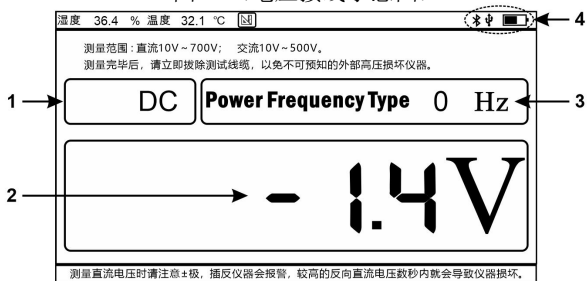 湿度 36.4 % 温度 32.1 ℃ N
4
测量范围：直流10V～700V； 交流10V～500V。
测量完毕后，请立即拔除测试线缆，以免不可预知的外部高压损坏仪器。
1 DC Power Frequency Type 0 Hz 3
2 - 1.4V
测量直流电压时请注意±极，插反仪器会报警，较高的反向直流电压数秒内就会导致仪器损坏。